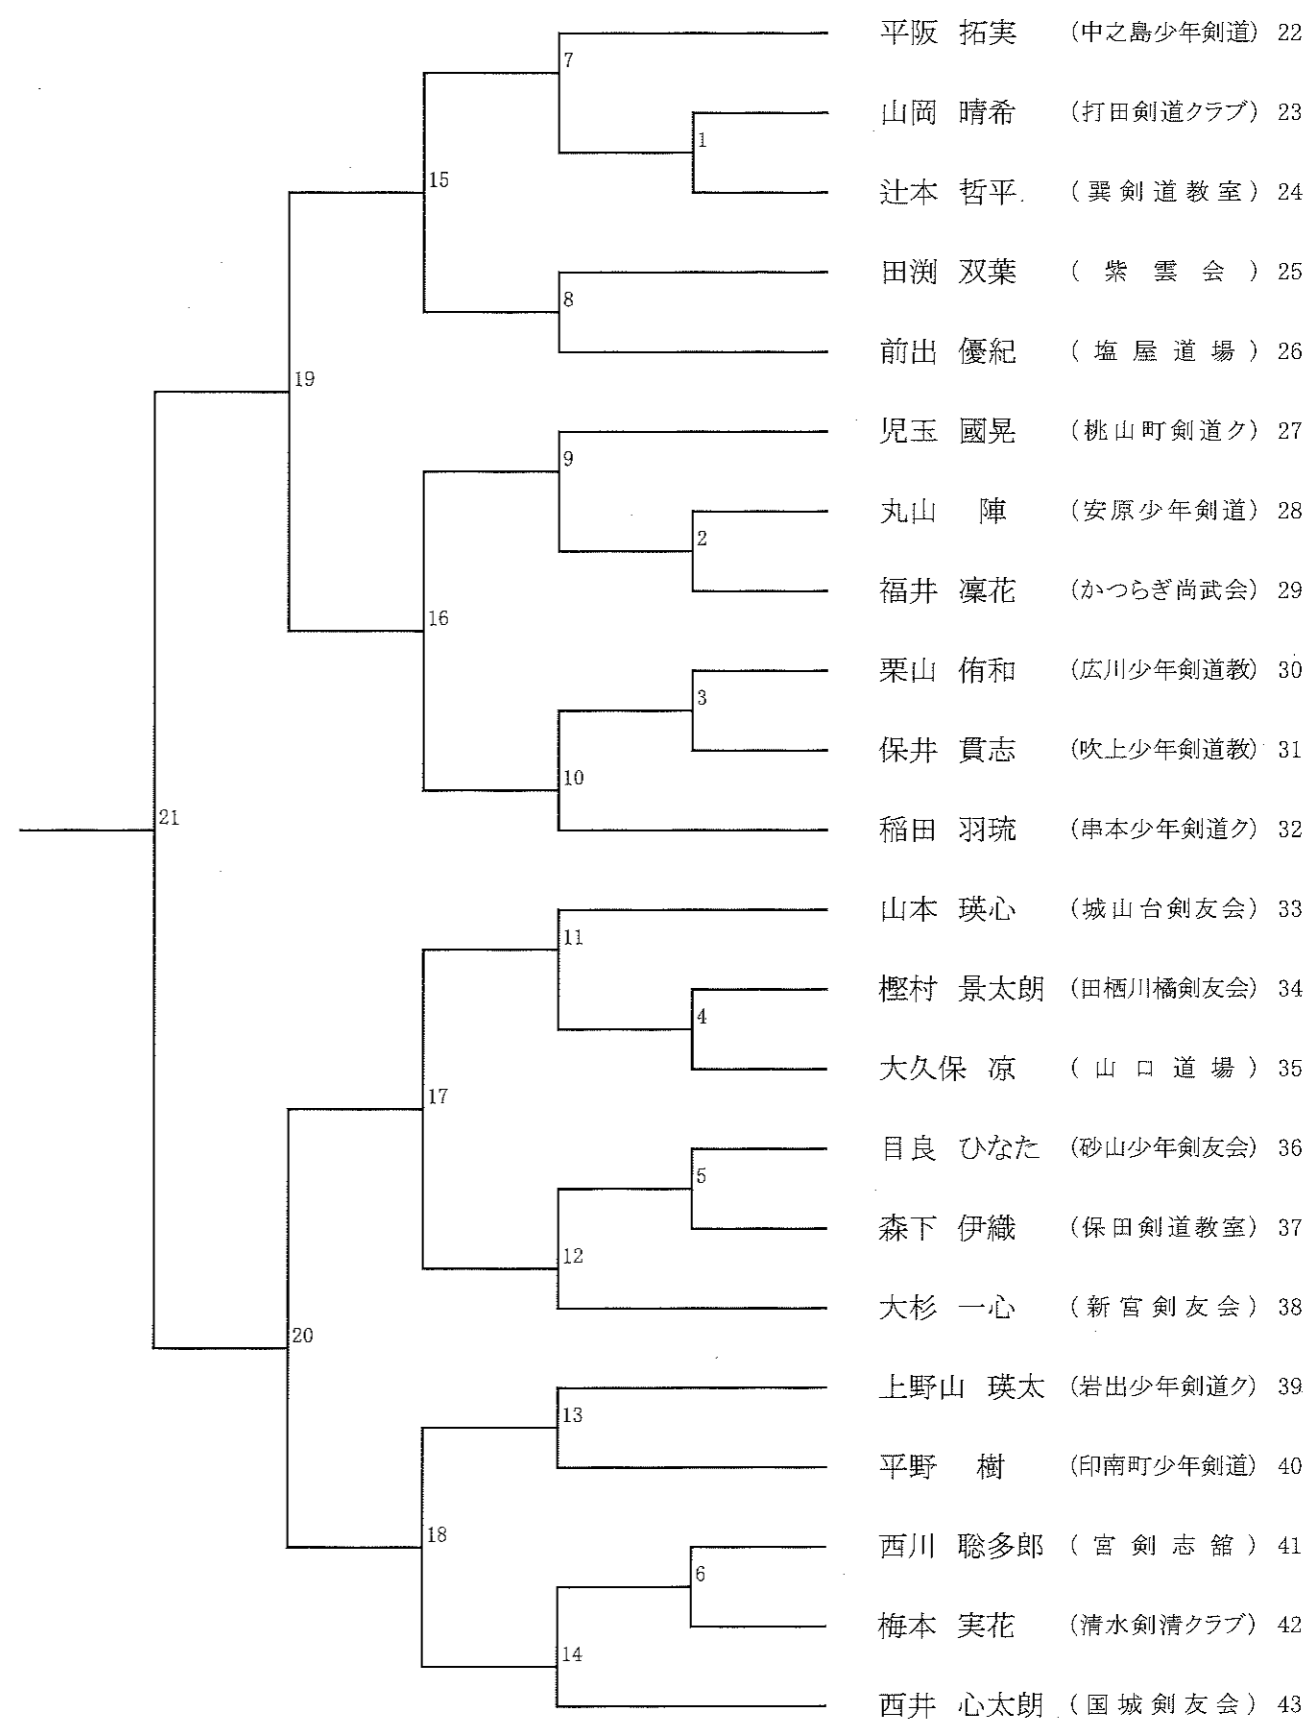 平阪 拓実 (中之島少年剣道) 22
7
山岡 晴希 (打田剣道クラブ) 23
1
15
辻本 哲平 (巽剣道教室) 24
田渕 双葉 (紫雲会) 25
8
前出 優紀 (塩屋道場) 26
19
児玉 國晃 (桃山町剣道ク) 27
9
丸山 陣 (安原少年剣道) 28
2
福井 凜花 (かつらぎ尚武会) 29
16
栗山 侑和 (広川少年剣道教) 30
3
保井 貫志 (吹上少年剣道教) 31
10
21
稲田 羽琉 (串本少年剣道ク) 32
山本 瑛心 (城山台剣友会) 33
11
樫村 景太朗 (田栖川橘剣友会) 34
4
大久保 凉 (山口道場) 35
17
目良 ひなた (砂山少年剣友会) 36
5
森下 伊織 (保田剣道教室) 37
12
大杉 一心 (新宮剣友会) 38
20
上野山 瑛太 (岩出少年剣道ク) 39
13
平野 樹 (印南町少年剣道) 40
18
西川 聡多郎 (宮剣志舘) 41
6
梅本 実花 (清水剣清クラブ) 42
14
西井 心太朗 (国城剣友会) 43